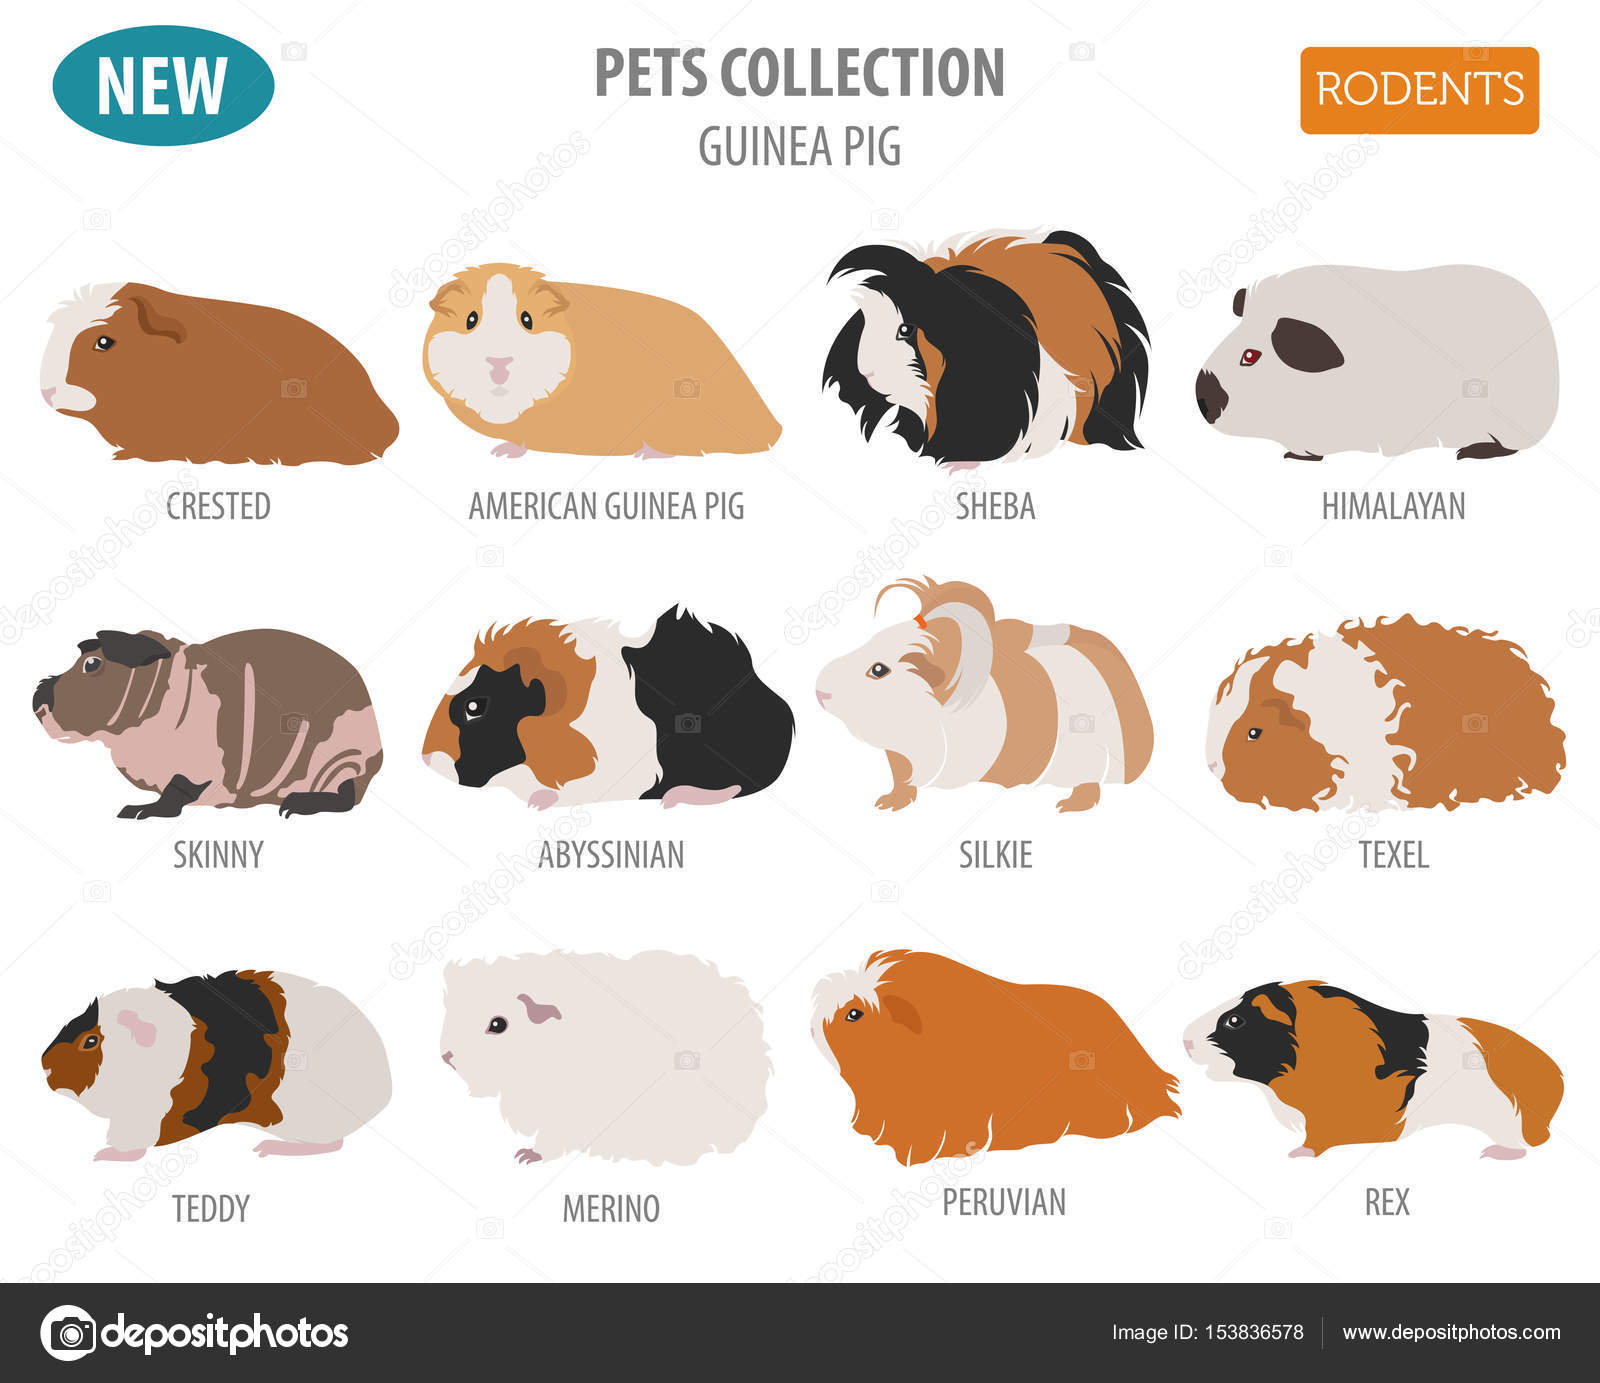 NEW
PETS COLLECTION
GUINEA PIG
RODENTS
CRESTED
AMERICAN GUINEA PIG
SHEBA
HIMALAYAN
SKINNY
ABYSSINIAN
SILKIE
TEXEL
TEDDY
MERINO
PERUVIAN
REX
depositphotos
Image ID: 153836578
www.depositphotos.com